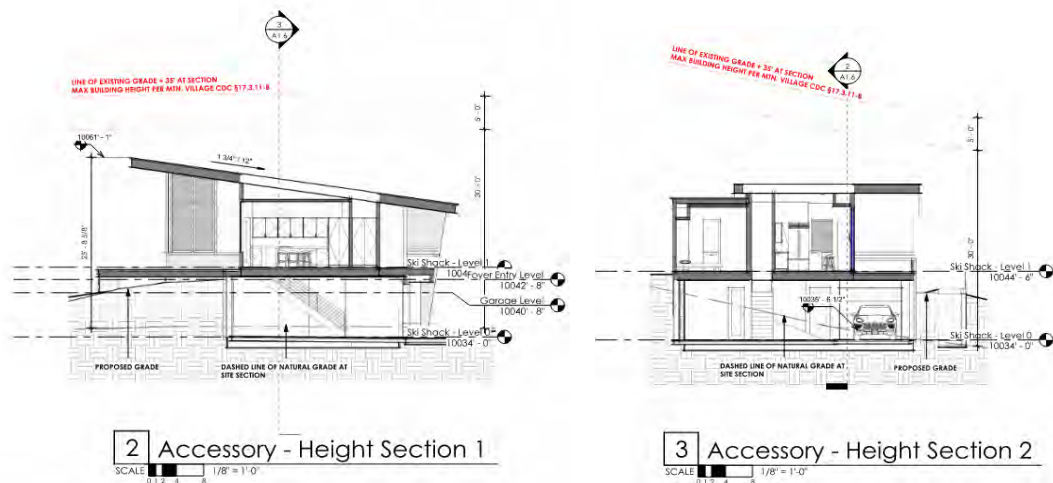 3
A1.6
LINE OF EXISTING GRADE + 35' AT SECTION
MAX BUILDING HEIGHT PER MTN. VILLAGE CDC §17.3.11-B
10061' - 1"
1 3/4" / 12"
5' - 0"
30' - 0"
23' - 8 5/8"
Ski Shack - Level 1
Foyer Entry Level
10042' - 8"
Garage Level
10040' - 8"
Ski Shack - Level 0
10034' - 0"
PROPOSED GRADE
DASHED LINE OF NATURAL GRADE AT
SITE SECTION
2 Accessory - Height Section 1
SCALE 1/8" = 1'-0"
0 1 2 4 8
2
A1.6
LINE OF EXISTING GRADE + 35' AT SECTION
MAX BUILDING HEIGHT PER MTN. VILLAGE CDC §17.3.11-B
5' - 0"
30' - 0"
Ski Shack - Level 1
10044' - 6"
10038' - 6 1/2"
Ski Shack - Level 0
10034' - 0"
DASHED LINE OF NATURAL GRADE AT
SITE SECTION
PROPOSED GRADE
3 Accessory - Height Section 2
SCALE 1/8" = 1'-0"
0 1 2 4 8